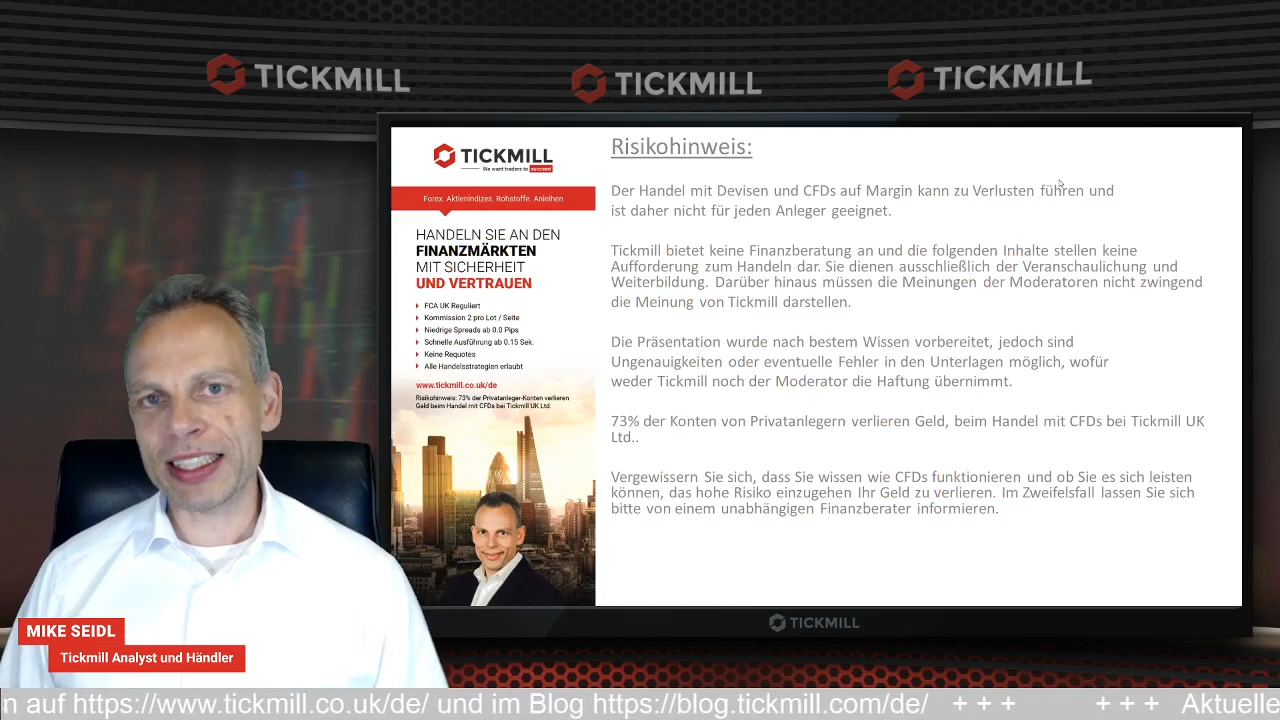 TICKMILL
TICKMILL
TICKMILL
TICKMILL
We want traders to succeed
Forex. Aktienindizes. Rohstoffe. Anleihen
HANDELN SIE AN DEN
FINANZMÄRKTEN
MIT SICHERHEIT
UND VERTRAUEN
FCA UK Reguliert
Kommission 2 pro Lot / Seite
Niedrige Spreads ab 0.0 Pips
Schnelle Ausführung ab 0.15 Sek.
Keine Requotes
Alle Handelsstrategien erlaubt
www.tickmill.co.uk/de
Risikohinweis: 73% der Privatanleger-Konten verlieren
Geld beim Handel mit CFDs bei Tickmill UK Ltd.
Risikohinweis:
Der Handel mit Devisen und CFDs auf Margin kann zu Verlusten führen und
ist daher nicht für jeden Anleger geeignet.
Tickmill bietet keine Finanzberatung an und die folgenden Inhalte stellen keine
Aufforderung zum Handeln dar. Sie dienen ausschließlich der Veranschaulichung und
Weiterbildung. Darüber hinaus müssen die Meinungen der Moderatoren nicht zwingend
die Meinung von Tickmill darstellen.
Die Präsentation wurde nach bestem Wissen vorbereitet, jedoch sind
Ungenauigkeiten oder eventuelle Fehler in den Unterlagen möglich, wofür
weder Tickmill noch der Moderator die Haftung übernimmt.
73% der Konten von Privatanlegern verlieren Geld, beim Handel mit CFDs bei Tickmill UK
Ltd..
Vergewissern Sie sich, dass Sie wissen wie CFDs funktionieren und ob Sie es sich leisten
können, das hohe Risiko einzugehen Ihr Geld zu verlieren. Im Zweifelsfall lassen Sie sich
bitte von einem unabhängigen Finanzberater informieren.
TICKMILL
MIKE SEIDL
Tickmill Analyst und Händler
n auf https://www.tickmill.co.uk/de/ und im Blog https://blog.tickmill.com/de/ + + + + + + Aktuelle